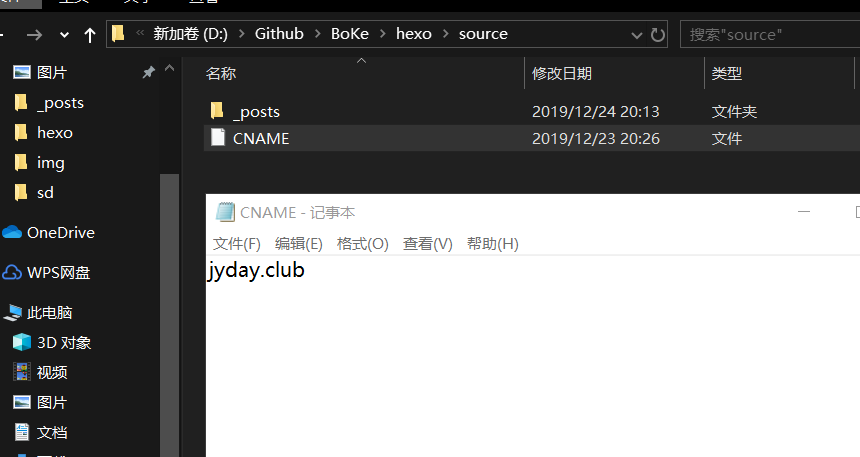 新加卷 (D:) > Github > BoKe > hexo > source
搜索"source"
图片
_posts
hexo
img
sd
OneDrive
WPS网盘
此电脑
3D 对象
视频
图片
文档
名称 修改日期 类型
_posts 2019/12/24 20:13 文件夹
CNAME 2019/12/23 20:26 文件
CNAME - 记事本
文件(F) 编辑(E) 格式(O) 查看(V) 帮助(H)
jyday.club